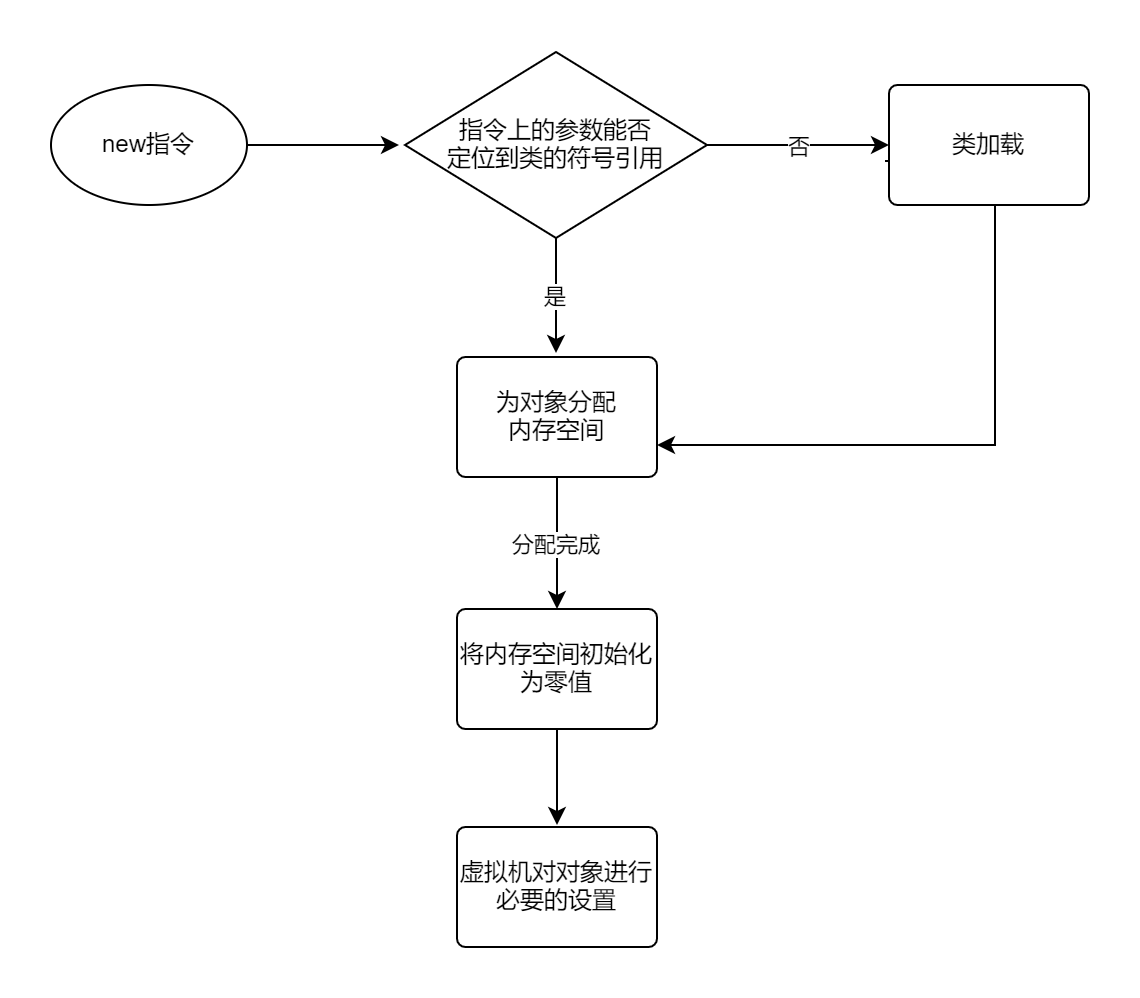 new指令
指令上的参数能否
定位到类的符号引用
否
类加载
是
为对象分配
内存空间
分配完成
将内存空间初始化
为零值
虚拟机对对象进行
必要的设置